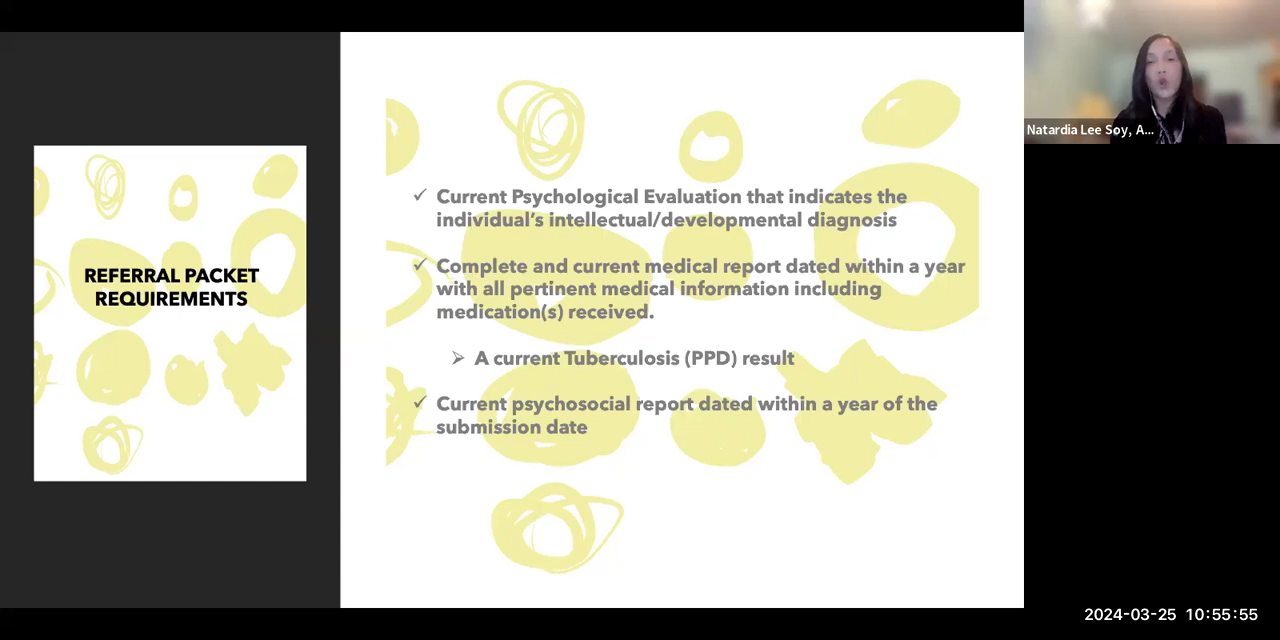 REFERRAL PACKET
REQUIREMENTS
Current Psychological Evaluation that indicates the
individual's intellectual/developmental diagnosis
Complete and current medical report dated within a year
with all pertinent medical information including
medication(s) received.
A current Tuberculosis (PPD) result
Current psychosocial report dated within a year of the
submission date
Natardia Lee Soy, A...
2024-03-25 10:55:55